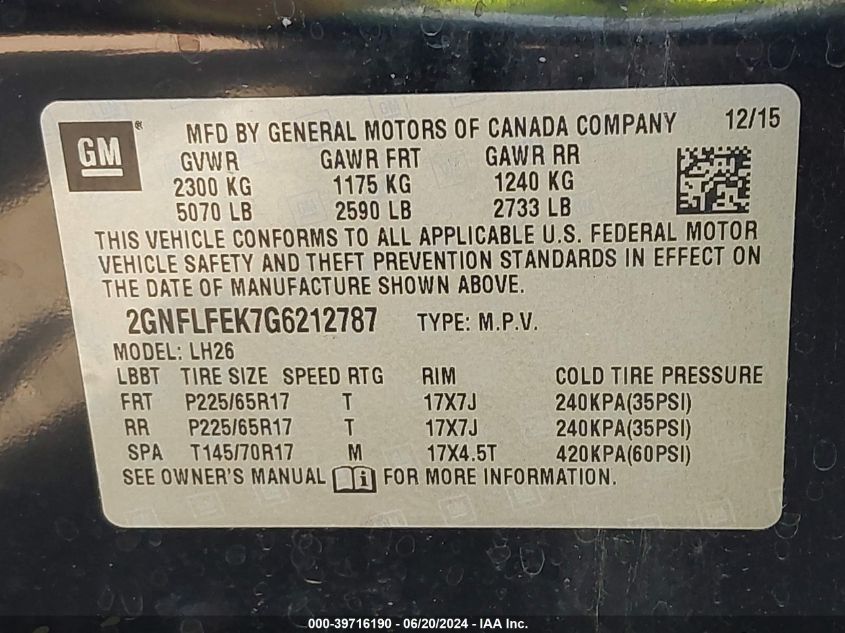 GM ® MFD BY GENERAL MOTORS OF CANADA COMPANY 12/15
GVWR GAWR FRT GAWR RR
2300 KG 1175 KG 1240 KG
5070 LB 2590 LB 2733 LB
THIS VEHICLE CONFORMS TO ALL APPLICABLE U.S. FEDERAL MOTOR
VEHICLE SAFETY AND THEFT PREVENTION STANDARDS IN EFFECT ON
THE DATE OF MANUFACTURE SHOWN ABOVE.
2GNFLFEK7G6212787 TYPE: M.P.V.
MODEL: LH26
LBBT TIRE SIZE SPEED RTG RIM COLD TIRE PRESSURE
FRT P225/65R17 T 17X7J 240KPA(35PSI)
RR P225/65R17 T 17X7J 240KPA(35PSI)
SPA T145/70R17 M 17X4.5T 420KPA(60PSI)
SEE OWNER'S MANUAL i FOR MORE INFORMATION.
000-39716190 - 06/20/2024 - IAA Inc.